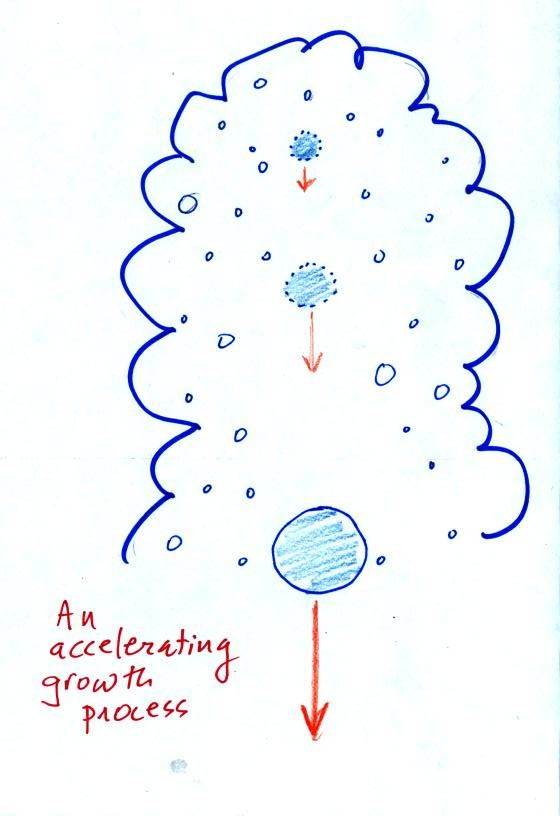 An
accelerating
growth
process